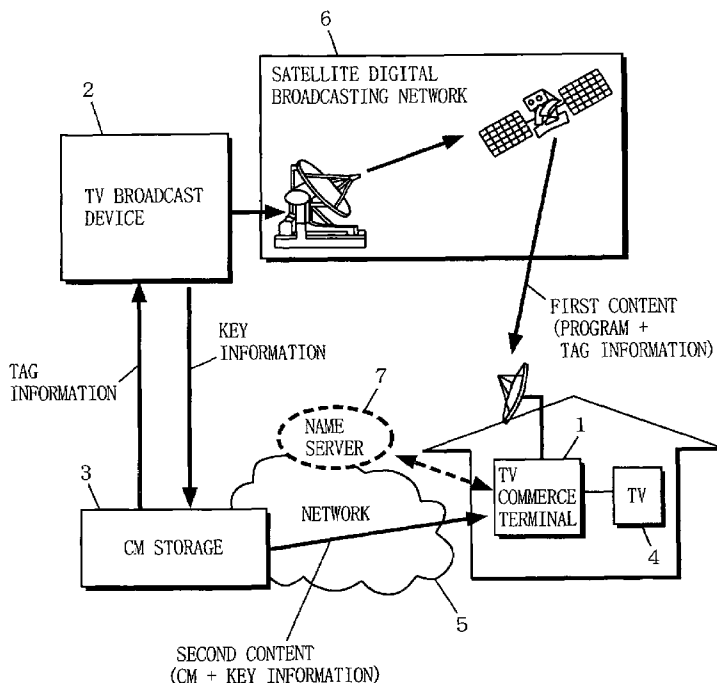 6
SATELLITE DIGITAL
BROADCASTING NETWORK
2
TV BROADCAST
DEVICE
FIRST CONTENT
(PROGRAM +
TAG INFORMATION)
KEY
INFORMATION
TAG
INFORMATION
7
NAME
SERVER
1
3
TV
COMMERCE
TERMINAL
TV
NETWORK
CM STORAGE
4
5
SECOND CONTENT
(CM + KEY INFORMATION)